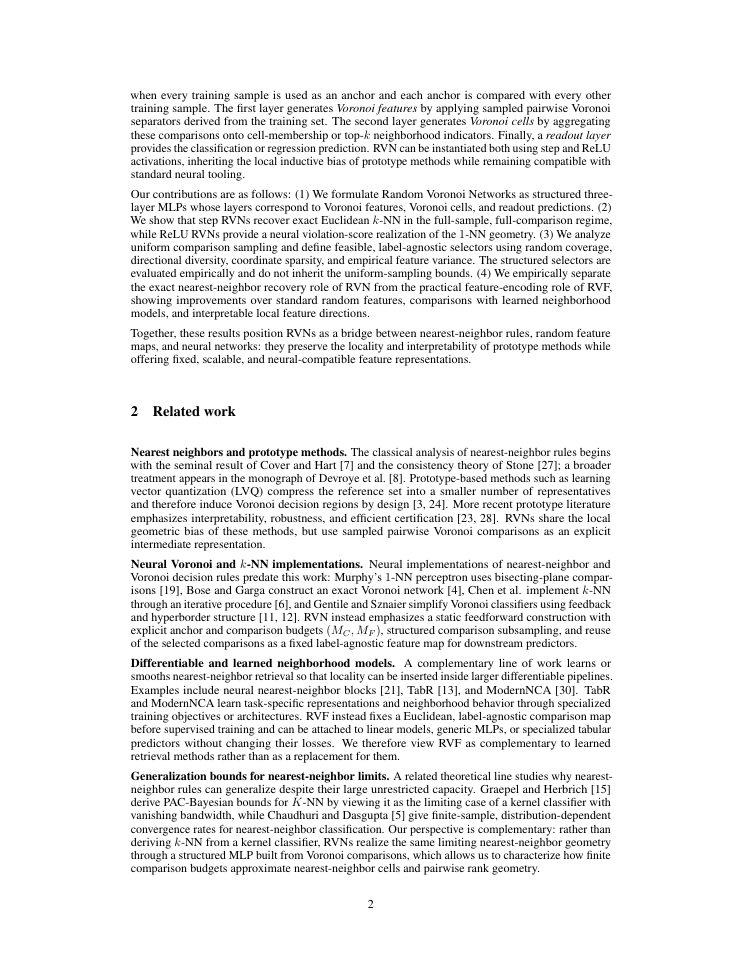 when every training sample is used as an anchor and each anchor is compared with every other
training sample. The first layer generates Voronoi features by applying sampled pairwise Voronoi
separators derived from the training set. The second layer generates Voronoi cells by aggregating
these comparisons onto cell-membership or top-k neighborhood indicators. Finally, a readout layer
provides the classification or regression prediction. RVN can be instantiated both using step and ReLU
activations, inheriting the local inductive bias of prototype methods while remaining compatible with
standard neural tooling.
Our contributions are as follows: (1) We formulate Random Voronoi Networks as structured three-
layer MLPs whose layers correspond to Voronoi features, Voronoi cells, and readout predictions. (2)
We show that step RVNs recover exact Euclidean k-NN in the full-sample, full-comparison regime,
while ReLU RVNs provide a neural violation-score realization of the 1-NN geometry. (3) We analyze
uniform comparison sampling and define feasible, label-agnostic selectors using random coverage,
directional diversity, coordinate sparsity, and empirical feature variance. The structured selectors are
evaluated empirically and do not inherit the uniform-sampling bounds. (4) We empirically separate
the exact nearest-neighbor recovery role of RVN from the practical feature-encoding role of RVF,
showing improvements over standard random features, comparisons with learned neighborhood
models, and interpretable local feature directions.
Together, these results position RVNs as a bridge between nearest-neighbor rules, random feature
maps, and neural networks: they preserve the locality and interpretability of prototype methods while
offering fixed, scalable, and neural-compatible feature representations.
2 Related work
Nearest neighbors and prototype methods. The classical analysis of nearest-neighbor rules begins
with the seminal result of Cover and Hart [7] and the consistency theory of Stone [27]; a broader
treatment appears in the monograph of Devroye et al. [8]. Prototype-based methods such as learning
vector quantization (LVQ) compress the reference set into a smaller number of representatives
and therefore induce Voronoi decision regions by design [3, 24]. More recent prototype literature
emphasizes interpretability, robustness, and efficient certification [23, 28]. RVNs share the local
geometric bias of these methods, but use sampled pairwise Voronoi comparisons as an explicit
intermediate representation.
Neural Voronoi and k-NN implementations. Neural implementations of nearest-neighbor and
Voronoi decision rules predate this work: Murphy's 1-NN perceptron uses bisecting-plane compar-
isons [19], Bose and Garga construct an exact Voronoi network [4], Chen et al. implement k-NN
through an iterative procedure [6], and Gentile and Sznaier simplify Voronoi classifiers using feedback
and hyperborder structure [11, 12]. RVN instead emphasizes a static feedforward construction with
explicit anchor and comparison budgets (M_C, M_F), structured comparison subsampling, and reuse
of the selected comparisons as a fixed label-agnostic feature map for downstream predictors.
Differentiable and learned neighborhood models. A complementary line of work learns or
smooths nearest-neighbor retrieval so that locality can be inserted inside larger differentiable pipelines.
Examples include neural nearest-neighbor blocks [21], TabR [13], and ModernNCA [30]. TabR
and ModernNCA learn task-specific representations and neighborhood behavior through specialized
training objectives or architectures. RVF instead fixes a Euclidean, label-agnostic comparison map
before supervised training and can be attached to linear models, generic MLPs, or specialized tabular
predictors without changing their losses. We therefore view RVF as complementary to learned
retrieval methods rather than as a replacement for them.
Generalization bounds for nearest-neighbor limits. A related theoretical line studies why nearest-
neighbor rules can generalize despite their large unrestricted capacity. Graepel and Herbrich [15]
derive PAC-Bayesian bounds for K-NN by viewing it as the limiting case of a kernel classifier with
vanishing bandwidth, while Chaudhuri and Dasgupta [5] give finite-sample, distribution-dependent
convergence rates for nearest-neighbor classification. Our perspective is complementary: rather than
deriving k-NN from a kernel classifier, RVNs realize the same limiting nearest-neighbor geometry
through a structured MLP built from Voronoi comparisons, which allows us to characterize how finite
comparison budgets approximate nearest-neighbor cells and pairwise rank geometry.
2